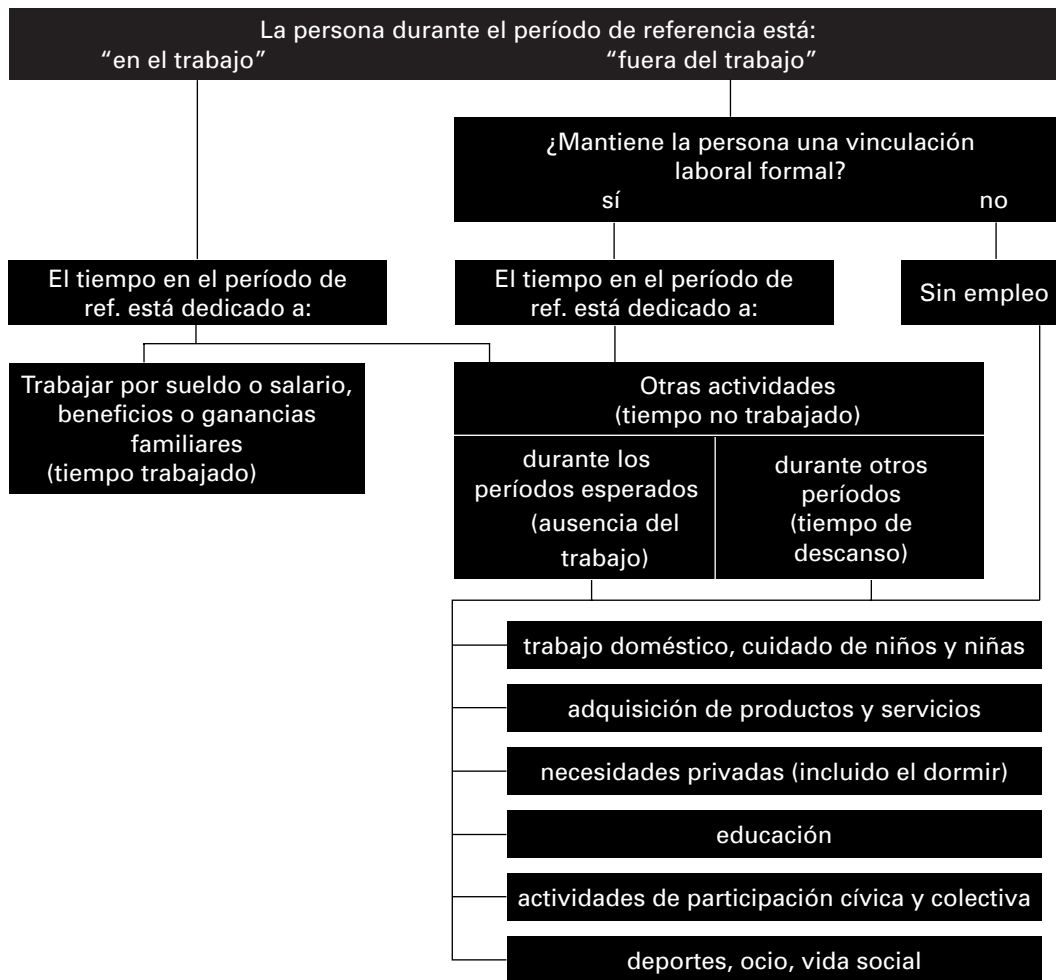 La persona durante el período de referencia está:
“en el trabajo” “fuera del trabajo”
¿Mantiene la persona una vinculación
laboral formal?
sí no
El tiempo en el período de
ref. está dedicado a:
El tiempo en el período de
ref. está dedicado a:
Sin empleo
Trabajar por sueldo o salario,
beneficios o ganancias
familiares
(tiempo trabajado)
Otras actividades
(tiempo no trabajado)
durante los
períodos esperados
(ausencia del
trabajo)
durante otros
períodos
(tiempo de
descanso)
trabajo doméstico, cuidado de niños y niñas
adquisición de productos y servicios
necesidades privadas (incluido el dormir)
educación
actividades de participación cívica y colectiva
deportes, ocio, vida social